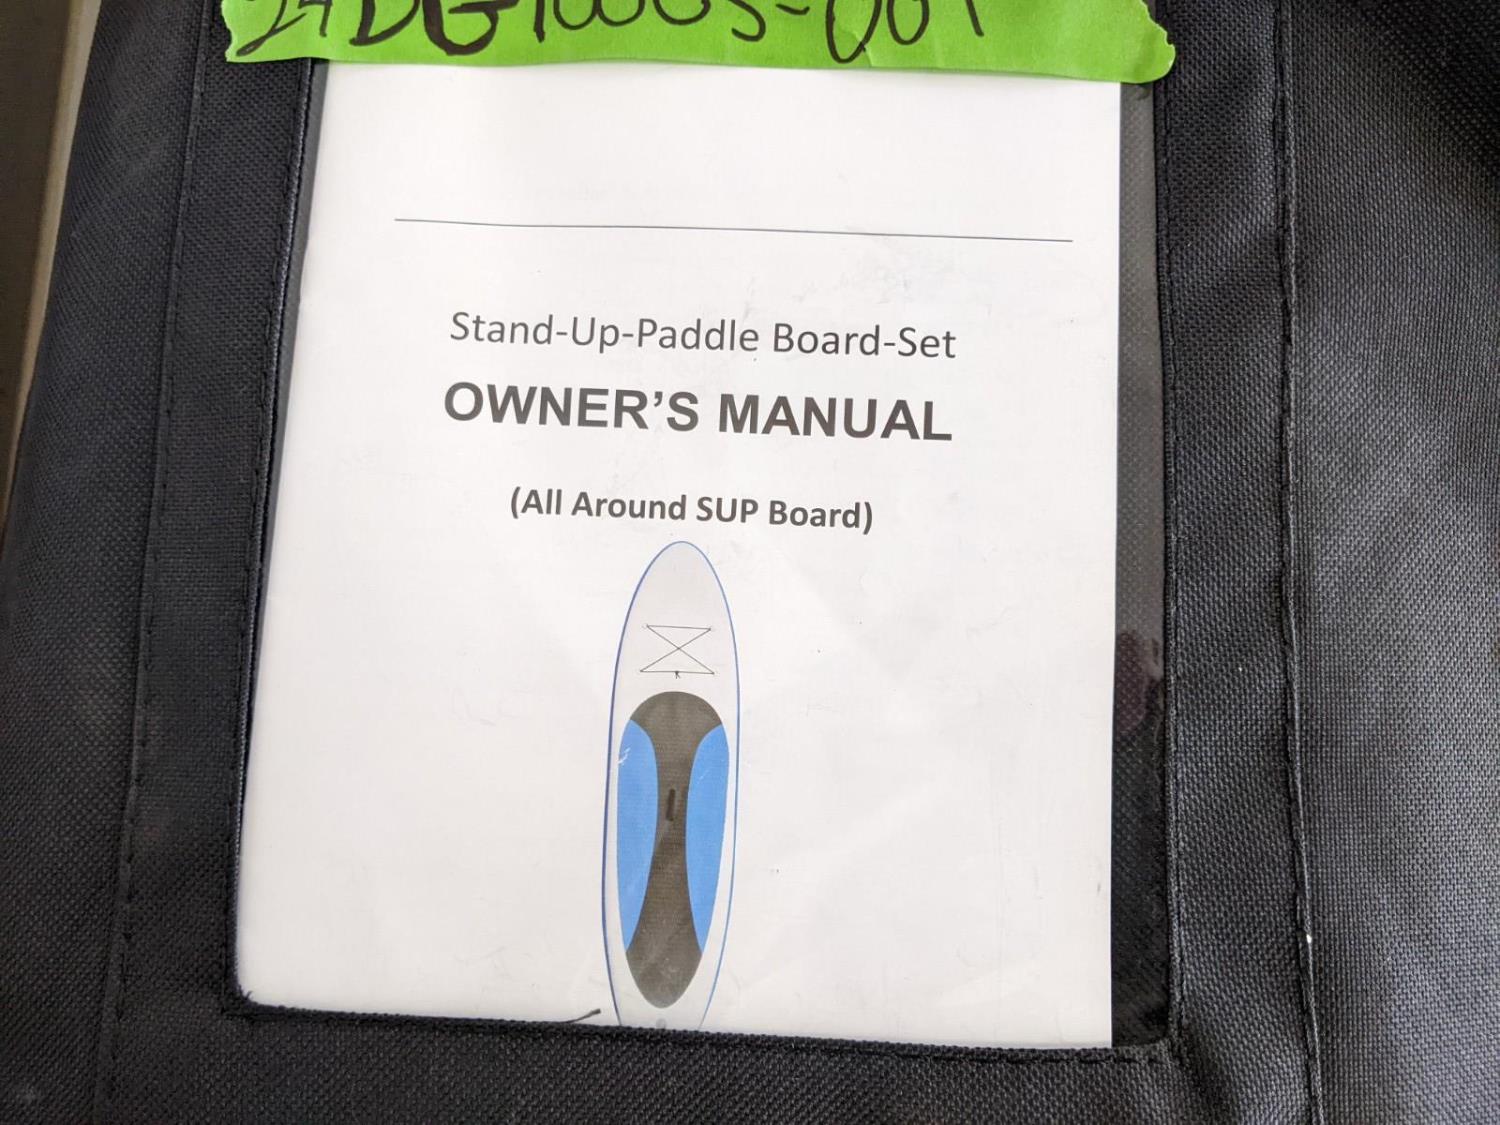 Stand-Up-Paddle Board-Set
OWNER'S MANUAL
(All Around SUP Board)